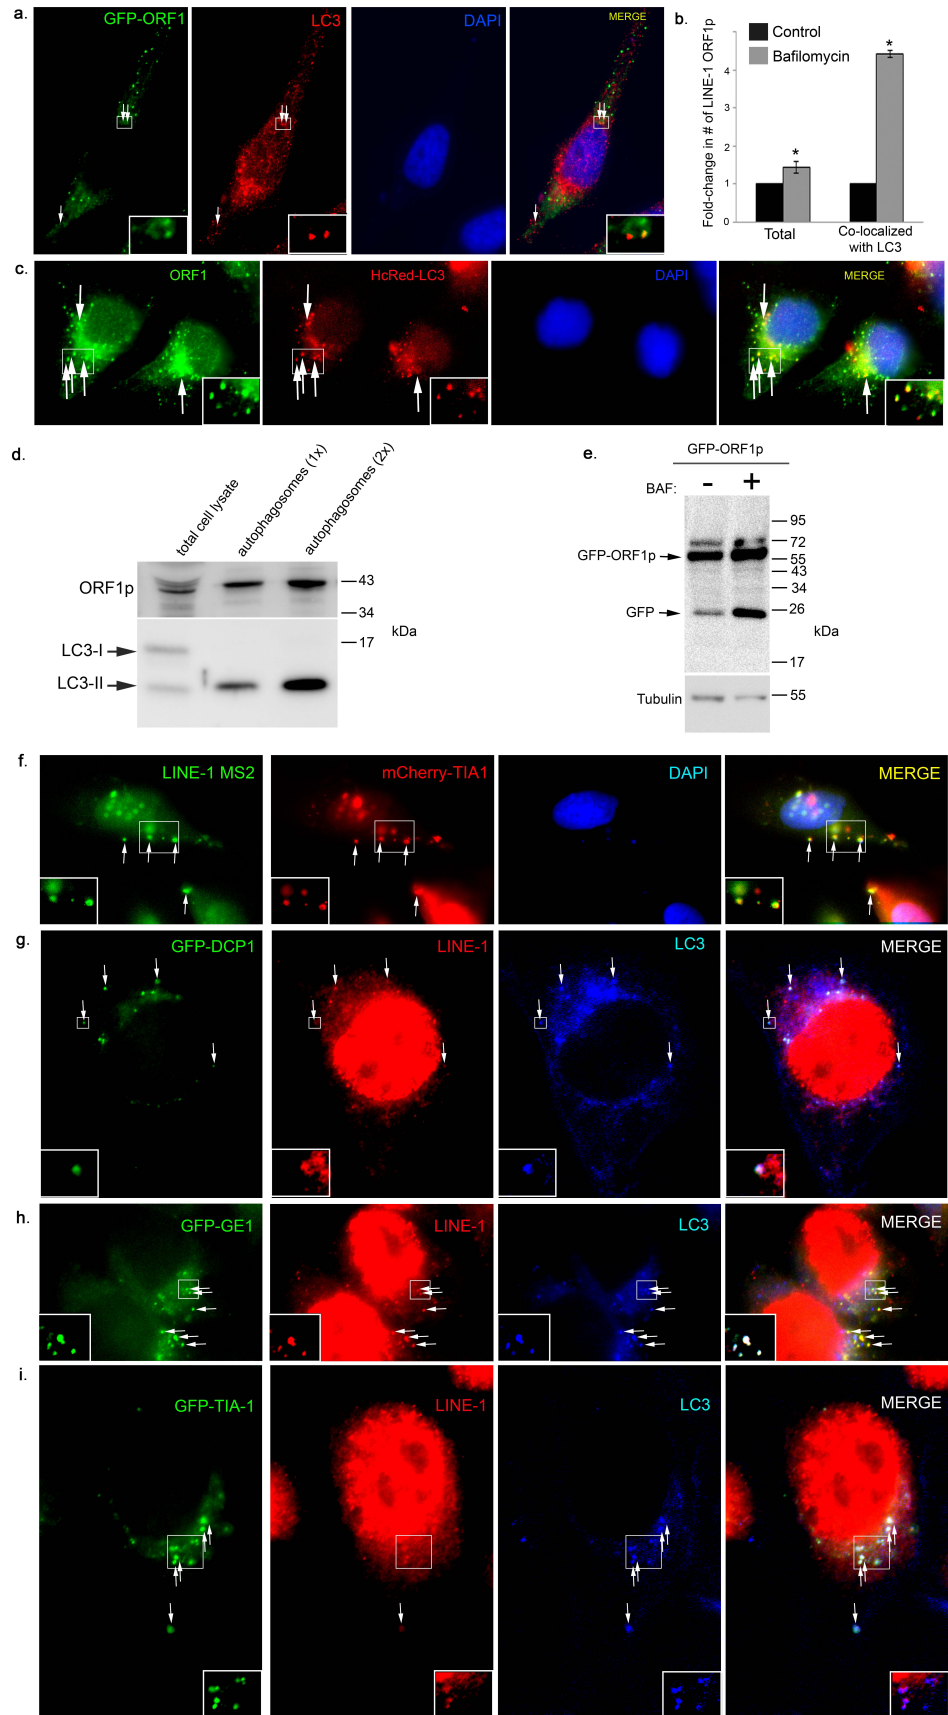 a.
GFP-ORF1
LC3
DAPI
MERGE
b.
Control
Bafilomycin
Fold-change in # of LINE-1 ORF1p
4
3
2
1
0
*
*
Total
Co-localized
with LC3
c.
ORF1
HcRed-LC3
DAPI
MERGE
d.
total cell lysate
autophagosomes (1x)
autophagosomes (2x)
ORF1p
43
34
kDa
17
LC3-I
LC3-II
e.
GFP-ORF1p
BAF: - +
95
GFP-ORF1p
72
55
43
34
GFP
26
kDa
17
Tubulin
55
f.
LINE-1 MS2
mCherry-TIA1
DAPI
MERGE
g.
GFP-DCP1
LINE-1
LC3
MERGE
h.
GFP-GE1
LINE-1
LC3
MERGE
i.
GFP-TIA-1
LINE-1
LC3
MERGE